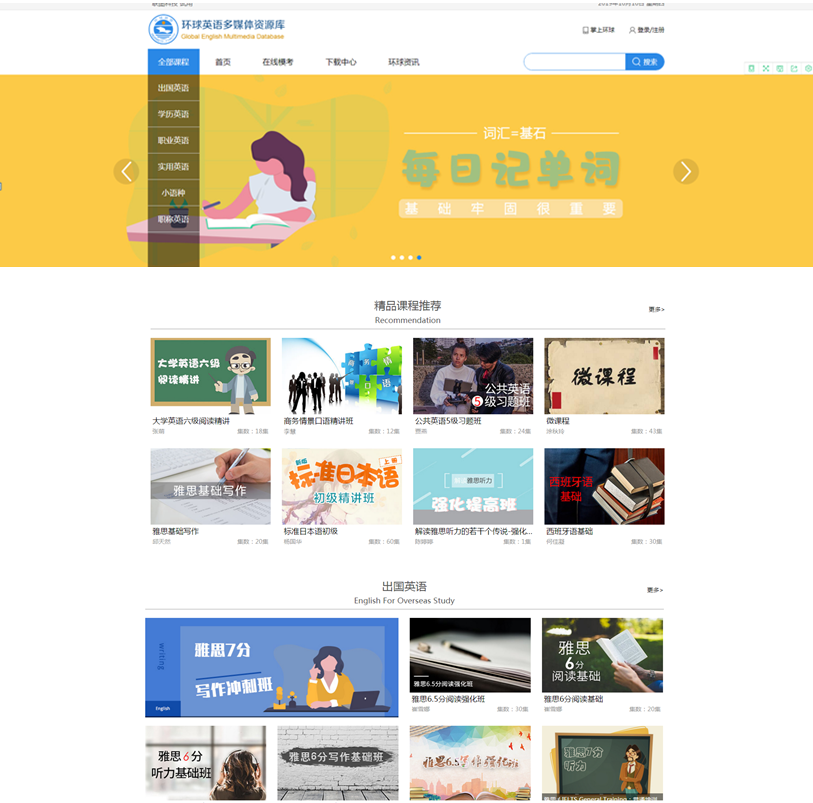 环球英语多媒体资源库
Global English Multimedia Database
掌上环球
登录/注册
全部课程
首页
在线模考
下载中心
环球资讯
搜索
出国英语
学历英语
职业英语
实用英语
小语种
职称英语
词汇=基石
每日记单词
基础牢固很重要
精品课程推荐
Recommendation
更多>
大学英语六级
阅读精讲
商务
口语
公共英语
5级习题班
微课程
大学英语六级阅读精讲
集数:18集
商务情景口语精讲班
集数:12集
公共英语5级习题班
集数:24集
微课程
集数:43集
雅思基础写作
新版
标准日本语
上册
初级精讲班
雅思听力
强化提高班
西班牙语
基础
雅思基础写作
集数:20集
标准日本语初级
集数:60集
解读雅思听力的若干个传说-强化...
集数:1集
西班牙语基础
集数:30集
出国英语
English For Overseas Study
更多>
writing
雅思7分
写作冲刺班
English
雅思6.5分阅读强化班
雅思
6分
阅读基础
雅思6.5分阅读强化班
集数:30集
雅思6分阅读基础
集数:20集
雅思6分
听力基础班
雅思6分写作基础班
雅思6.5
强化班
雅思7分
听力